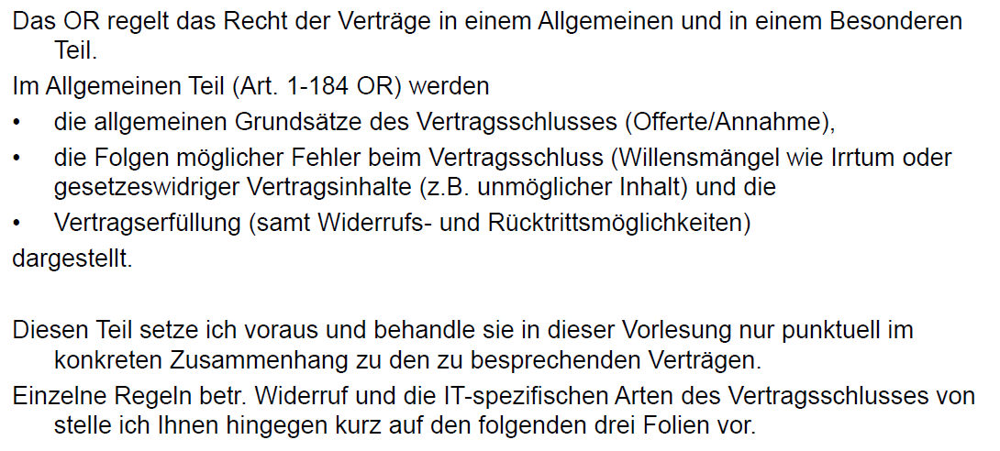 Das OR regelt das Recht der Verträge in einem Allgemeinen und in einem Besonderen
Teil.
Im Allgemeinen Teil (Art. 1-184 OR) werden
• die allgemeinen Grundsätze des Vertragsschlusses (Offerte/Annahme),
• die Folgen möglicher Fehler beim Vertragsschluss (Willensmängel wie Irrtum oder
gesetzeswidriger Vertragsinhalte (z.B. unmöglicher Inhalt) und die
• Vertragserfüllung (samt Widerrufs- und Rücktrittsmöglichkeiten)
dargestellt.
Diesen Teil setze ich voraus und behandle sie in dieser Vorlesung nur punktuell im
konkreten Zusammenhang zu den zu besprechenden Verträgen.
Einzelne Regeln betr. Widerruf und die IT-spezifischen Arten des Vertragsschlusses von
stelle ich Ihnen hingegen kurz auf den folgenden drei Folien vor.